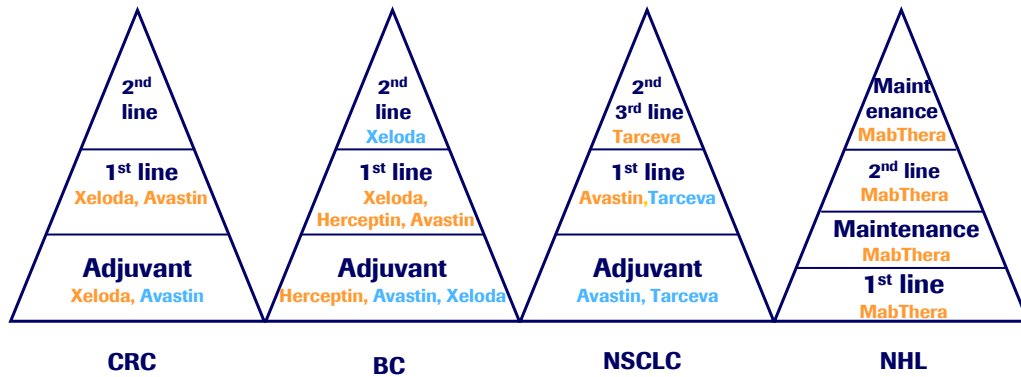 2nd
line
1st line
Xeloda, Avastin
Adjuvant
Xeloda, Avastin
CRC
2nd
line
Xeloda
1st line
Xeloda,
Herceptin, Avastin
Adjuvant
Herceptin, Avastin, Xeloda
BC
2nd
3rd line
Tarceva
1st line
Avastin,Tarceva
Adjuvant
Avastin, Tarceva
NSCLC
Maint
enance
MabThera
2nd line
MabThera
Maintenance
MabThera
1st line
MabThera
NHL